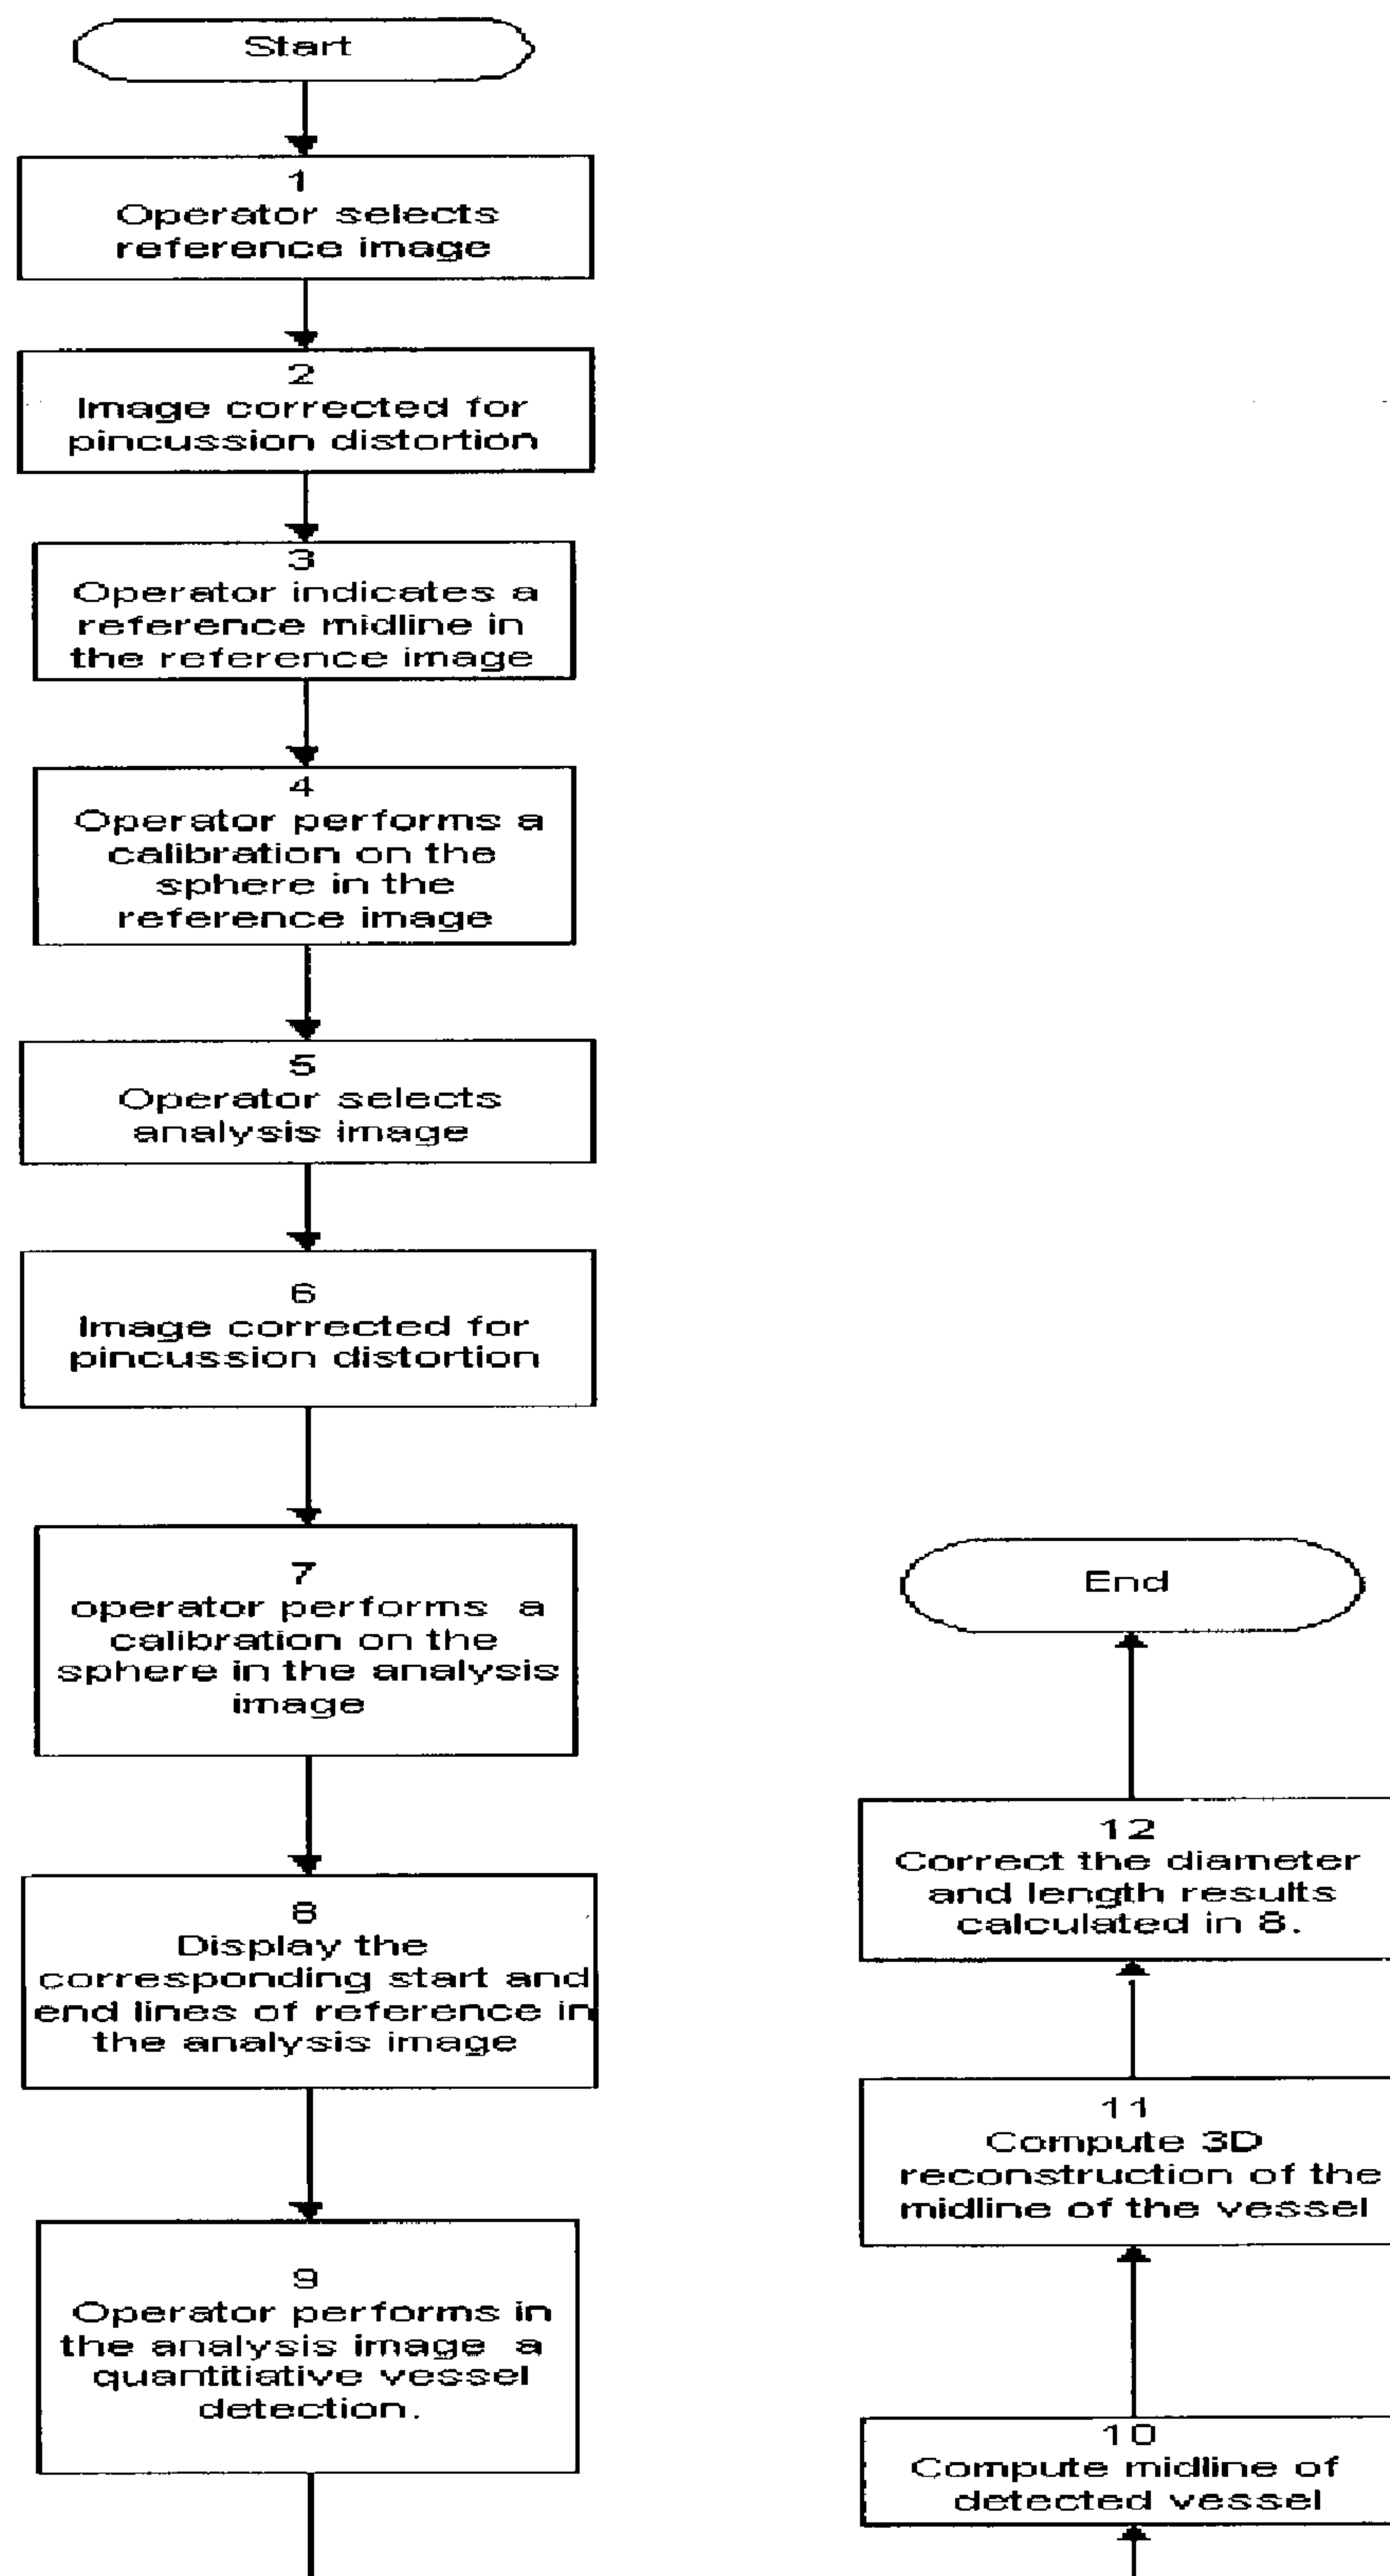 Start
1
Operator selects
reference image
2
Image corrected for
pincussion distortion
3
Operator indicates a
reference midline in
the reference image
4
Operator performs a
calibration on the
sphere in the
reference image
5
Operator selects
analysis image
6
Image corrected for
pincussion distortion
7
operator performs a
calibration on the
sphere in the analysis
image
8
Display the
corresponding start and
end lines of reference in
the analysis image
9
Operator performs in
the analysis image a
quantitiative vessel
detection.
10
Compute midline of
detected vessel
11
Compute 3D
reconstruction of the
midline of the vessel
12
Correct the diameter
and length results
calculated in 8.
End